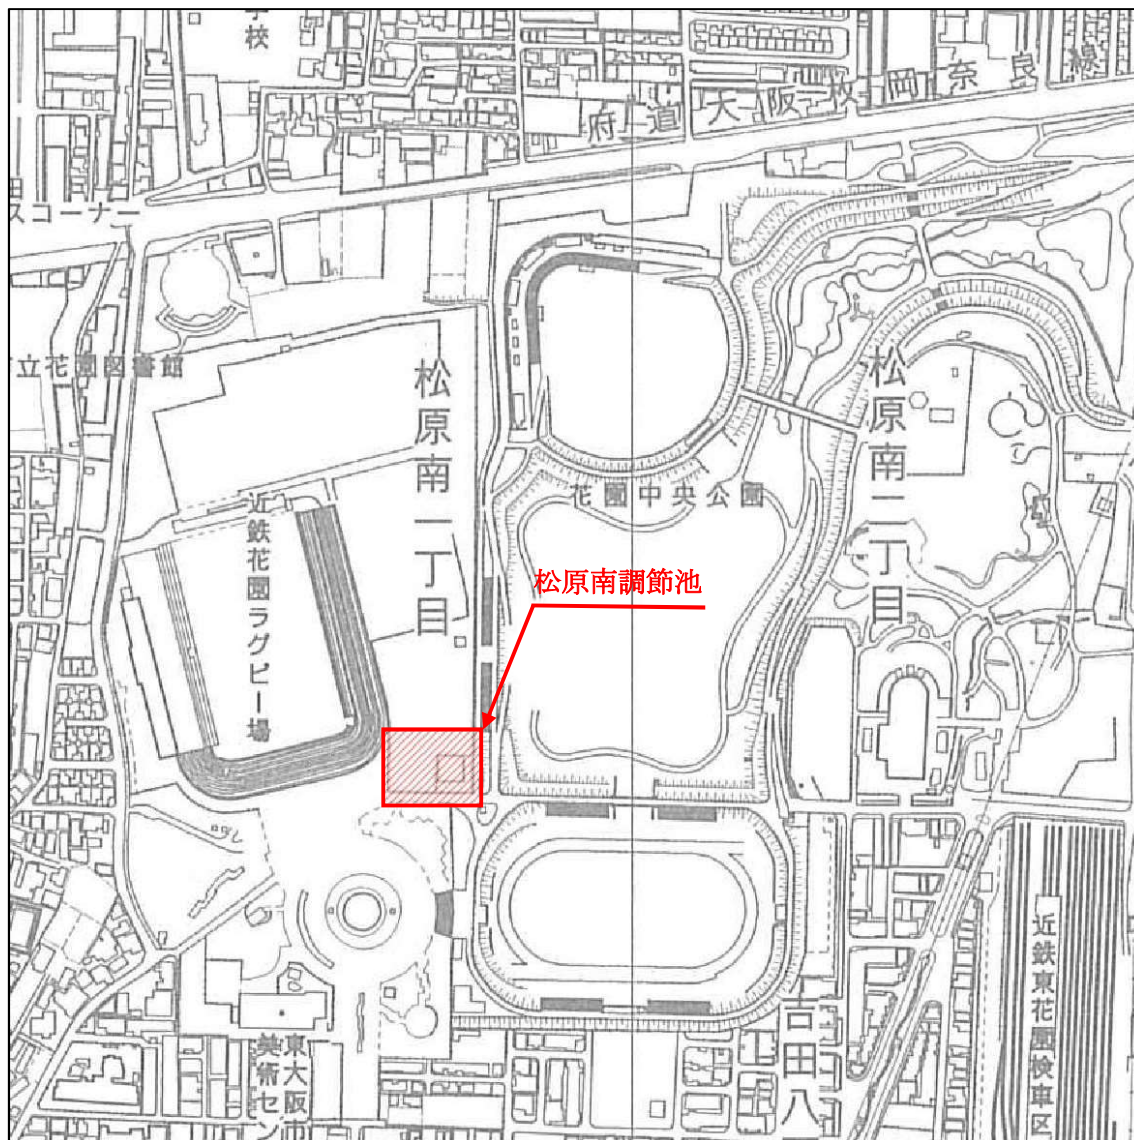 学校
府道大阪枚岡奈良線
スコーナー
立花園図書館
松原南一丁目
松原南二丁目
花園中央公園
近鉄花園ラグビー場
松原南調節池
吉田八
近鉄東花園検車区
東大阪市
美術セン